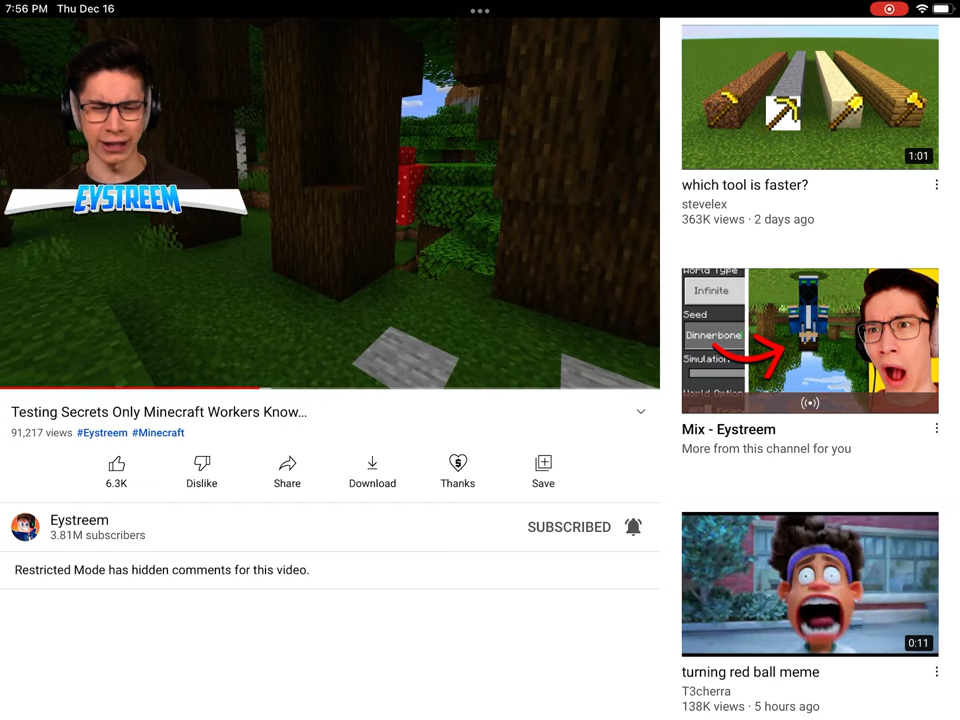 7:56 PM Thu Dec 16
EYSTREEM
Testing Secrets Only Minecraft Workers Know...
91,217 views #Eystreem #Minecraft
6.3K
Dislike
Share
Download
Thanks
Save
Eystreem
3.81M subscribers
SUBSCRIBED
Restricted Mode has hidden comments for this video.
1:01
which tool is faster?
stevelex
363K views · 2 days ago
World Type
Infinite
Seed
Dinnerbone
Simulation
Mix - Eystreem
More from this channel for you
0:11
turning red ball meme
T3cherra
138K views · 5 hours ago